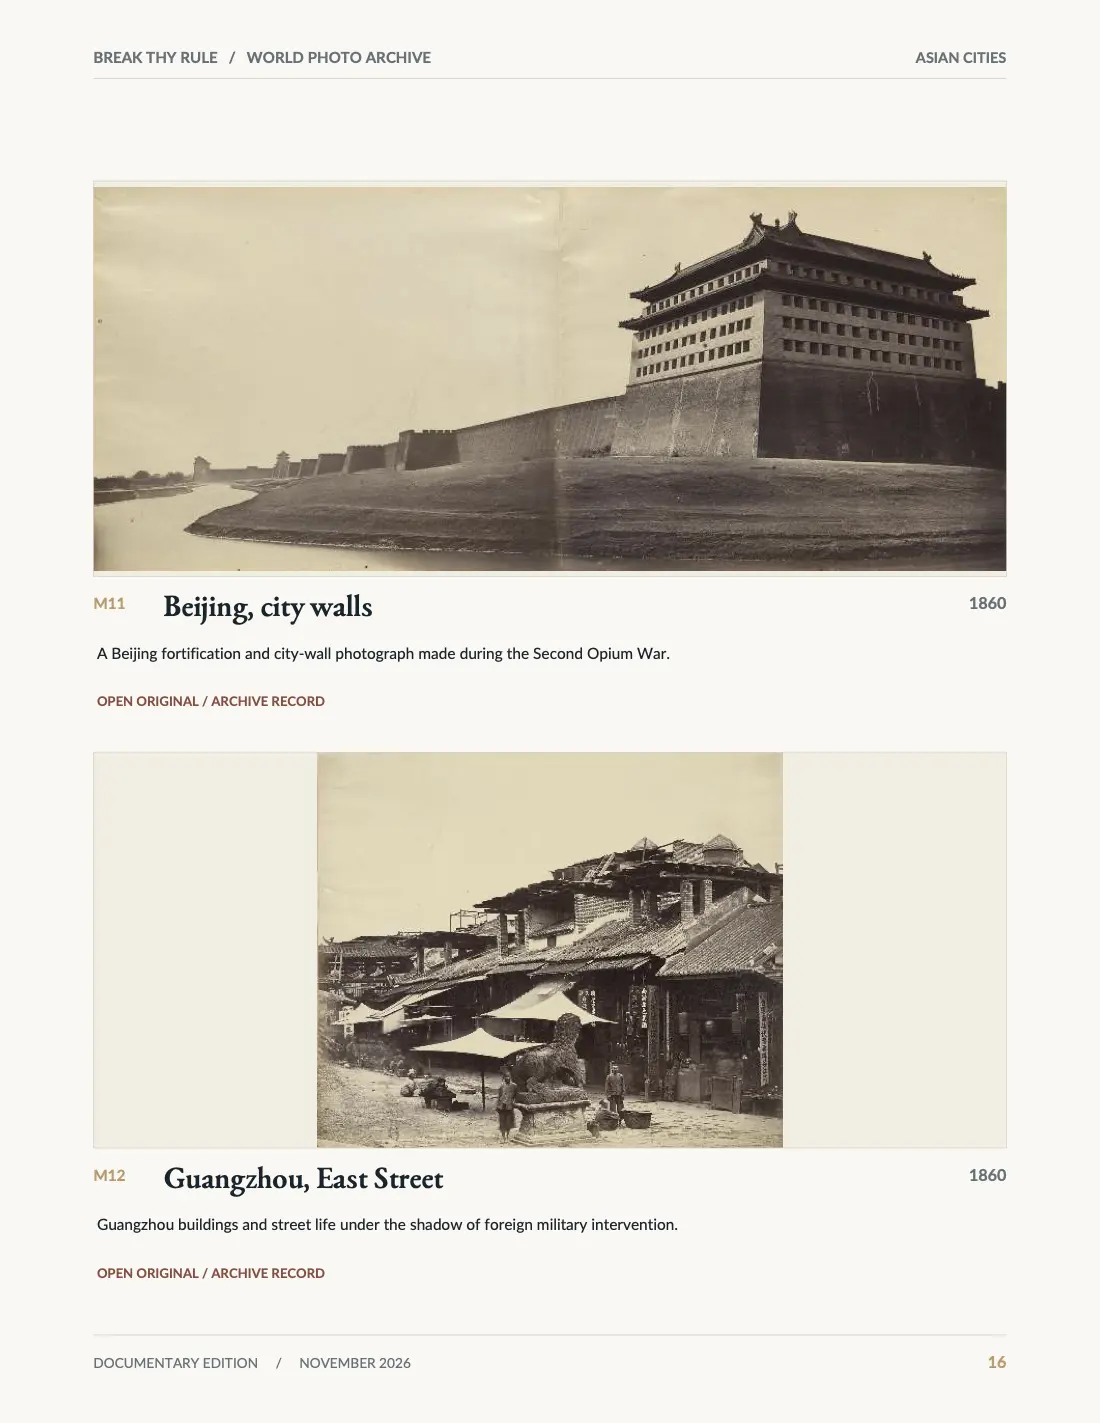 BREAK THY RULE / WORLD PHOTO ARCHIVE
ASIAN CITIES
M11 Beijing, city walls 1860
A Beijing fortification and city-wall photograph made during the Second Opium War.
OPEN ORIGINAL / ARCHIVE RECORD
M12 Guangzhou, East Street 1860
Guangzhou buildings and street life under the shadow of foreign military intervention.
OPEN ORIGINAL / ARCHIVE RECORD
DOCUMENTARY EDITION / NOVEMBER 2026
16